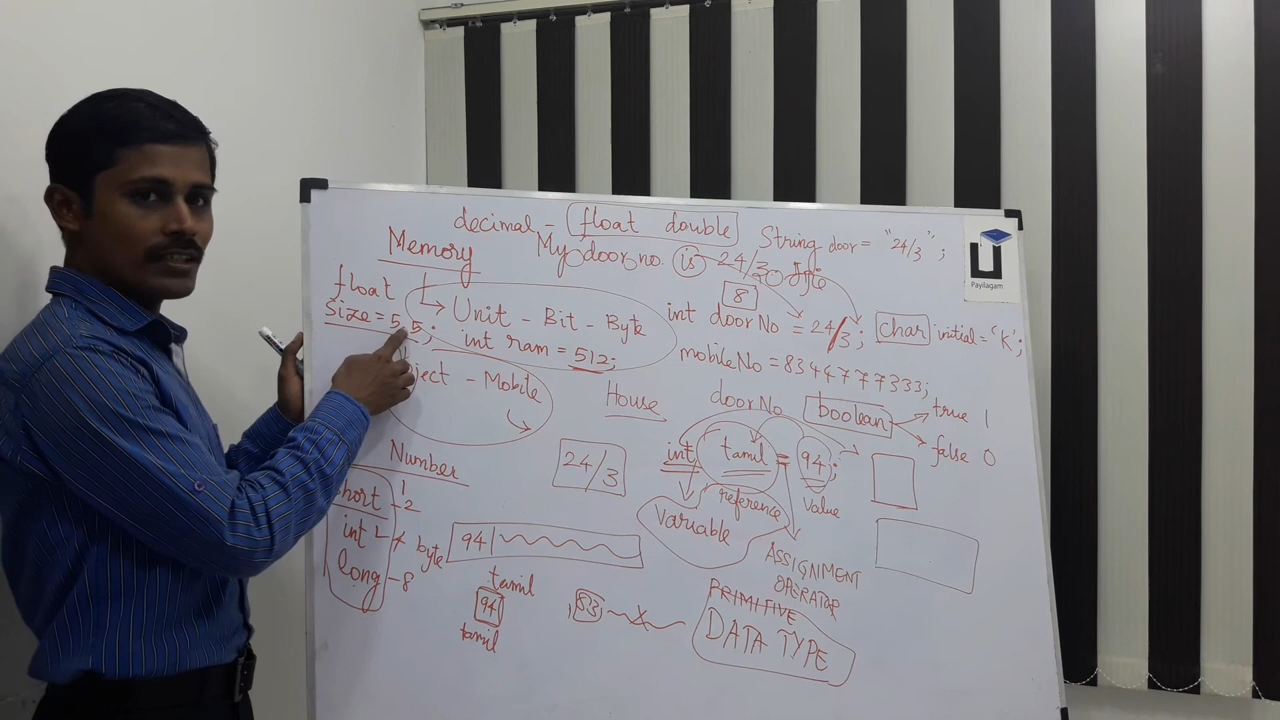 decimal - float double
String door = "24/3";
Payilagam
Memory
My door no. is 24/3
float
size = 5.5;
Unit - Bit - Byte
int ram = 512;
8
int doorNo = 24/3;
char initial = 'K';
mobileNo = 8344777333;
ject - Mobile
House
doorNo
boolean
true 1
false 0
Number
24/3
int tamil = 94;
reference
Value
Variable
short - 2
int - 4 byte
long - 8
94
ASSIGNMENT
OPERATOR
tamil
94
tamil
83
PRIMITIVE
DATA TYPE